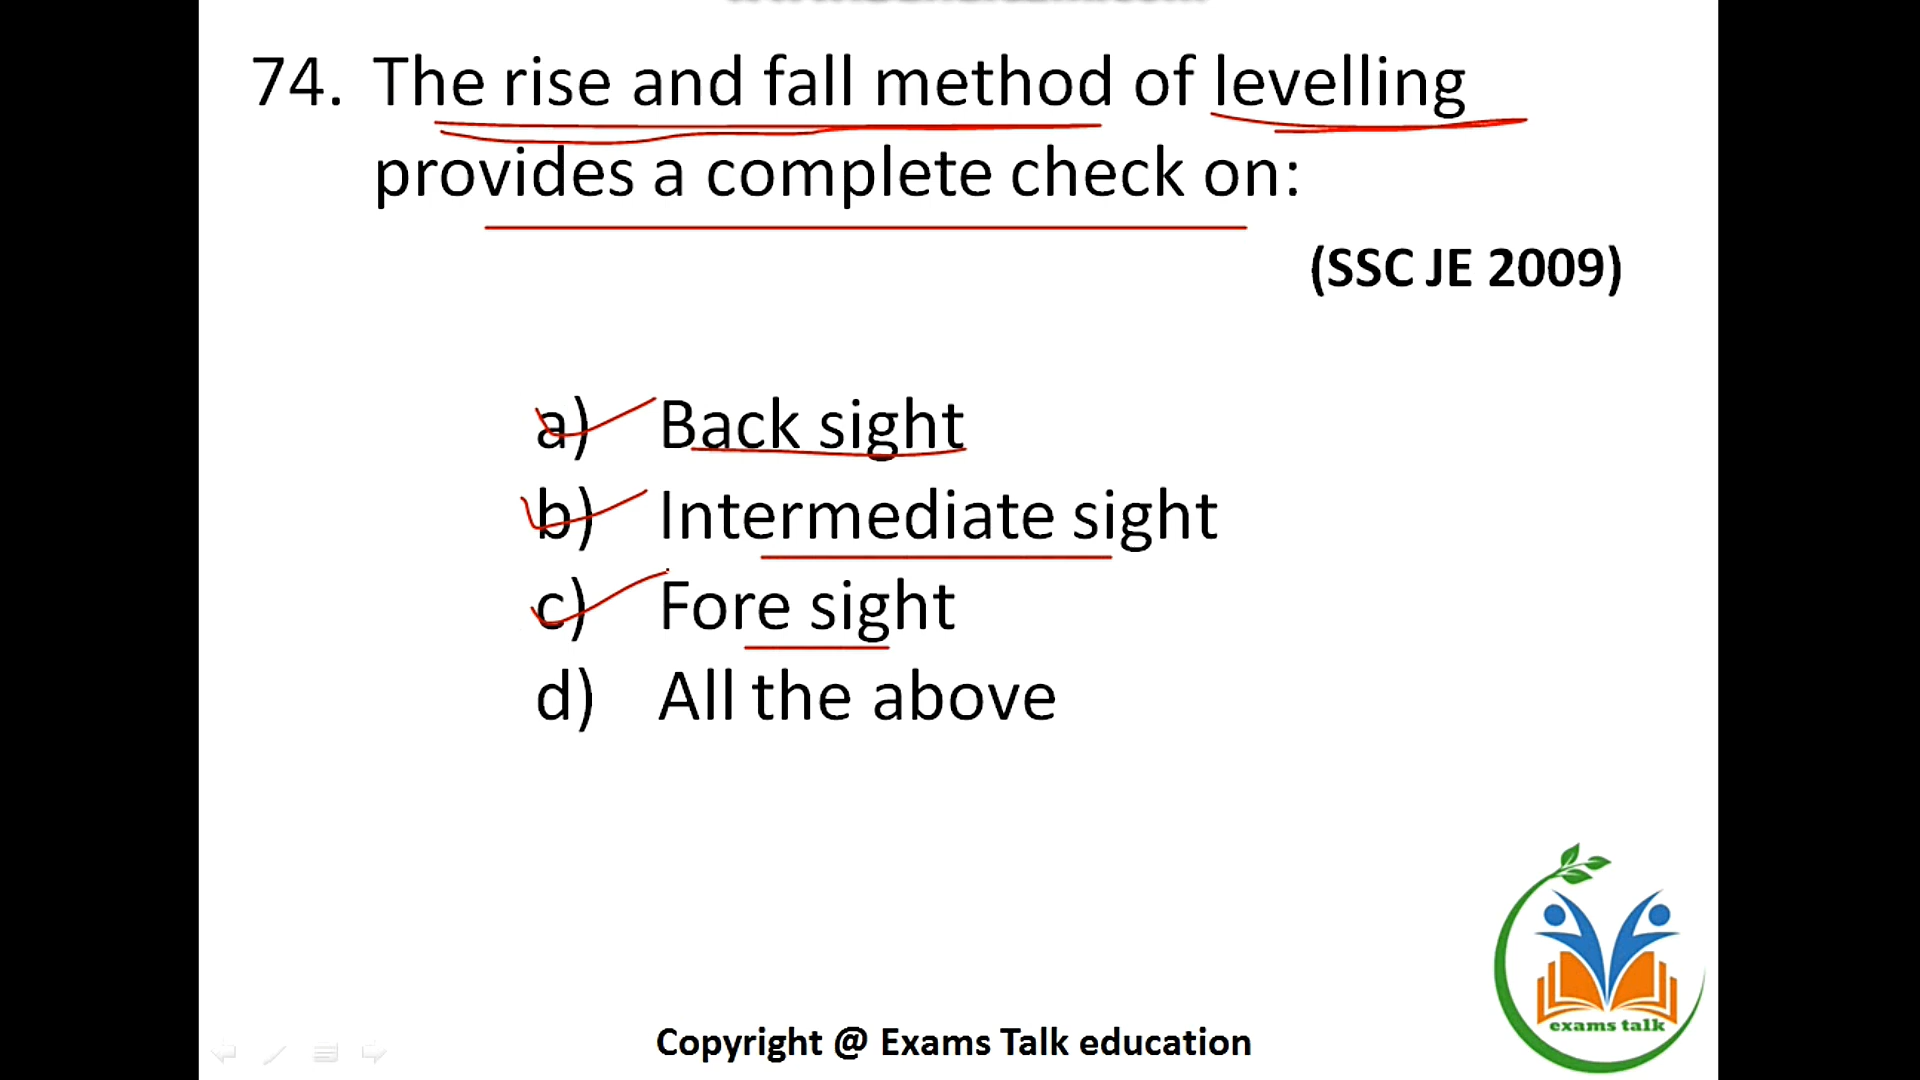 74. The rise and fall method of levelling
provides a complete check on:
(SSC JE 2009)
a) Back sight
b) Intermediate sight
c) Fore sight
d) All the above
exams talk
Copyright @ Exams Talk education